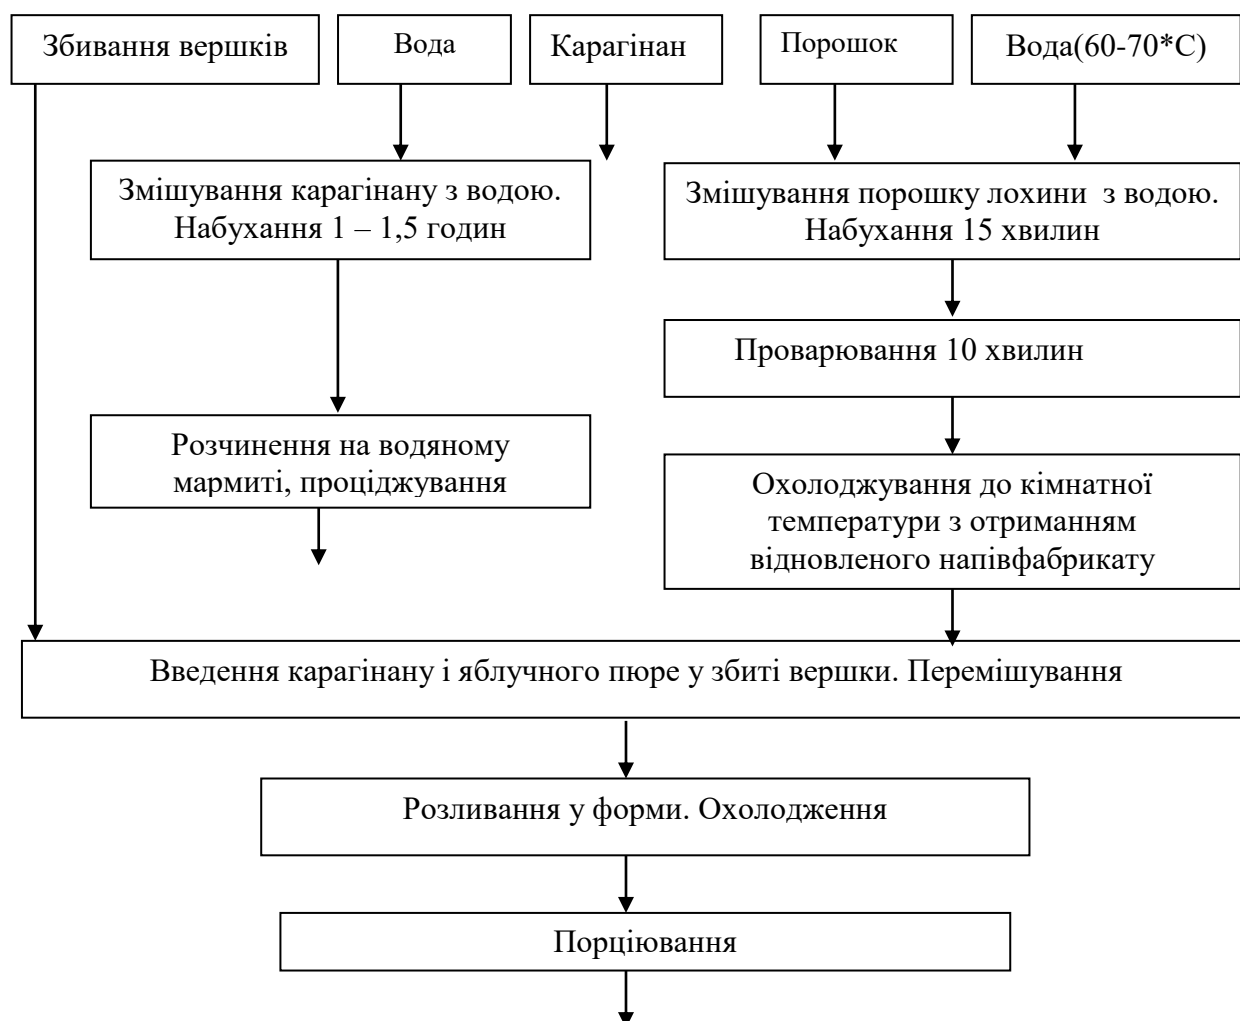 Збивання вершків
Вода
Карагінан
Порошок
Вода(60-70*С)
Змішування карагінану з водою.
Набухання 1 – 1,5 годин
Змішування порошку лохини з водою.
Набухання 15 хвилин
Проварювання 10 хвилин
Розчинення на водяному
мармиті, проціджування
Охолоджування до кімнатної
температури з отриманням
відновленого напівфабрикату
Введення карагінану і яблучного пюре у збиті вершки. Перемішування
Розливання у форми. Охолодження
Порціювання